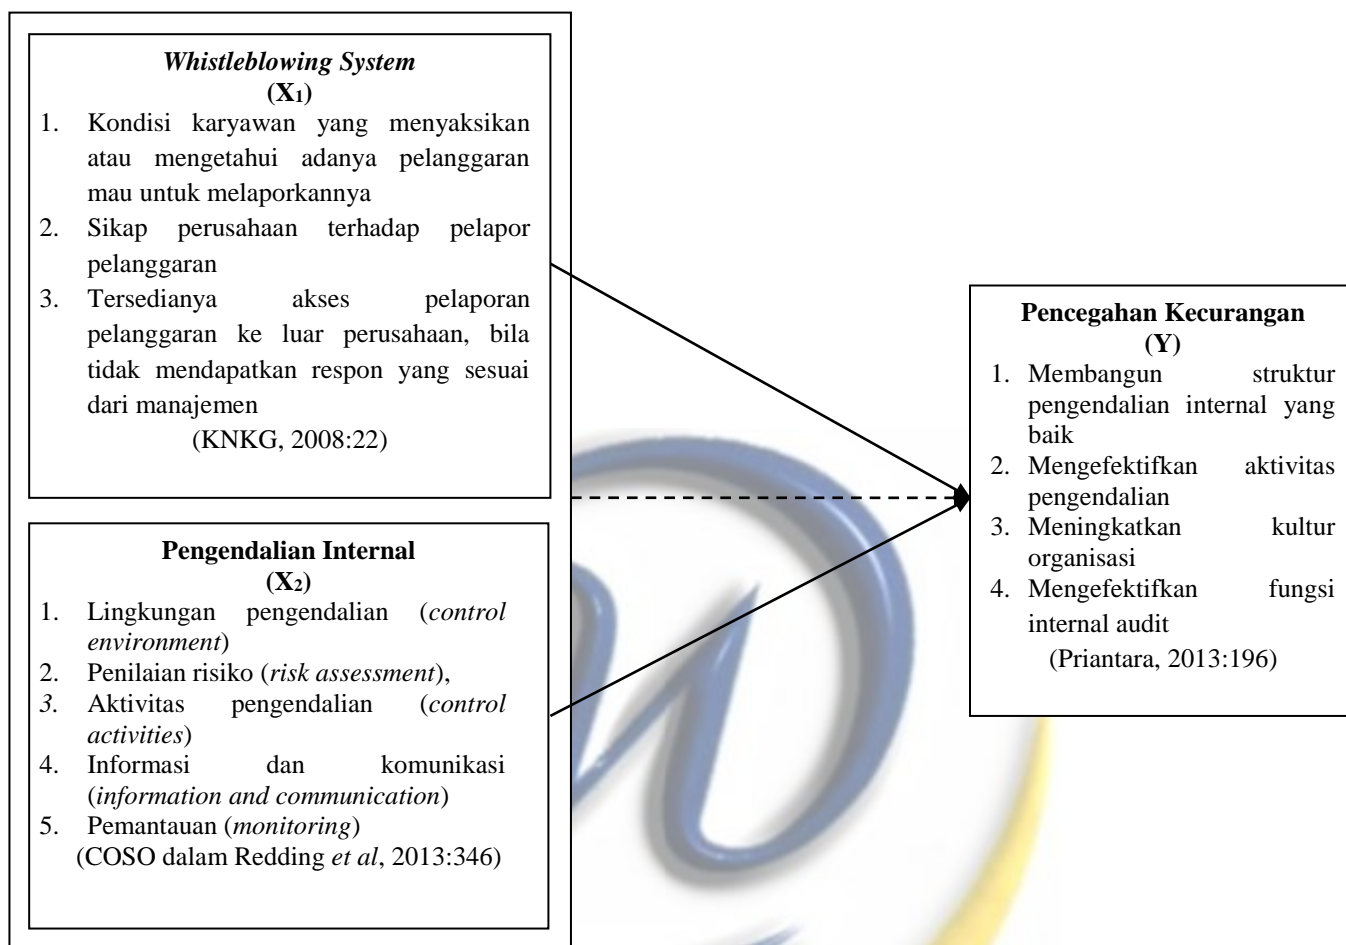 Whistleblowing System
(X1)
1. Kondisi karyawan yang menyaksikan
atau mengetahui adanya pelanggaran
mau untuk melaporkannya
2. Sikap perusahaan terhadap pelapor
pelanggaran
3. Tersedianya akses pelaporan
pelanggaran ke luar perusahaan, bila
tidak mendapatkan respon yang sesuai
dari manajemen
(KNKG, 2008:22)
Pengendalian Internal
(X2)
1. Lingkungan pengendalian (control
environment)
2. Penilaian risiko (risk assessment),
3. Aktivitas pengendalian (control
activities)
4. Informasi dan komunikasi
(information and communication)
5. Pemantauan (monitoring)
(COSO dalam Redding et al, 2013:346)
Pencegahan Kecurangan
(Y)
1. Membangun struktur
pengendalian internal yang
baik
2. Mengefektifkan aktivitas
pengendalian
3. Meningkatkan kultur
organisasi
4. Mengefektifkan fungsi
internal audit
(Priantara, 2013:196)